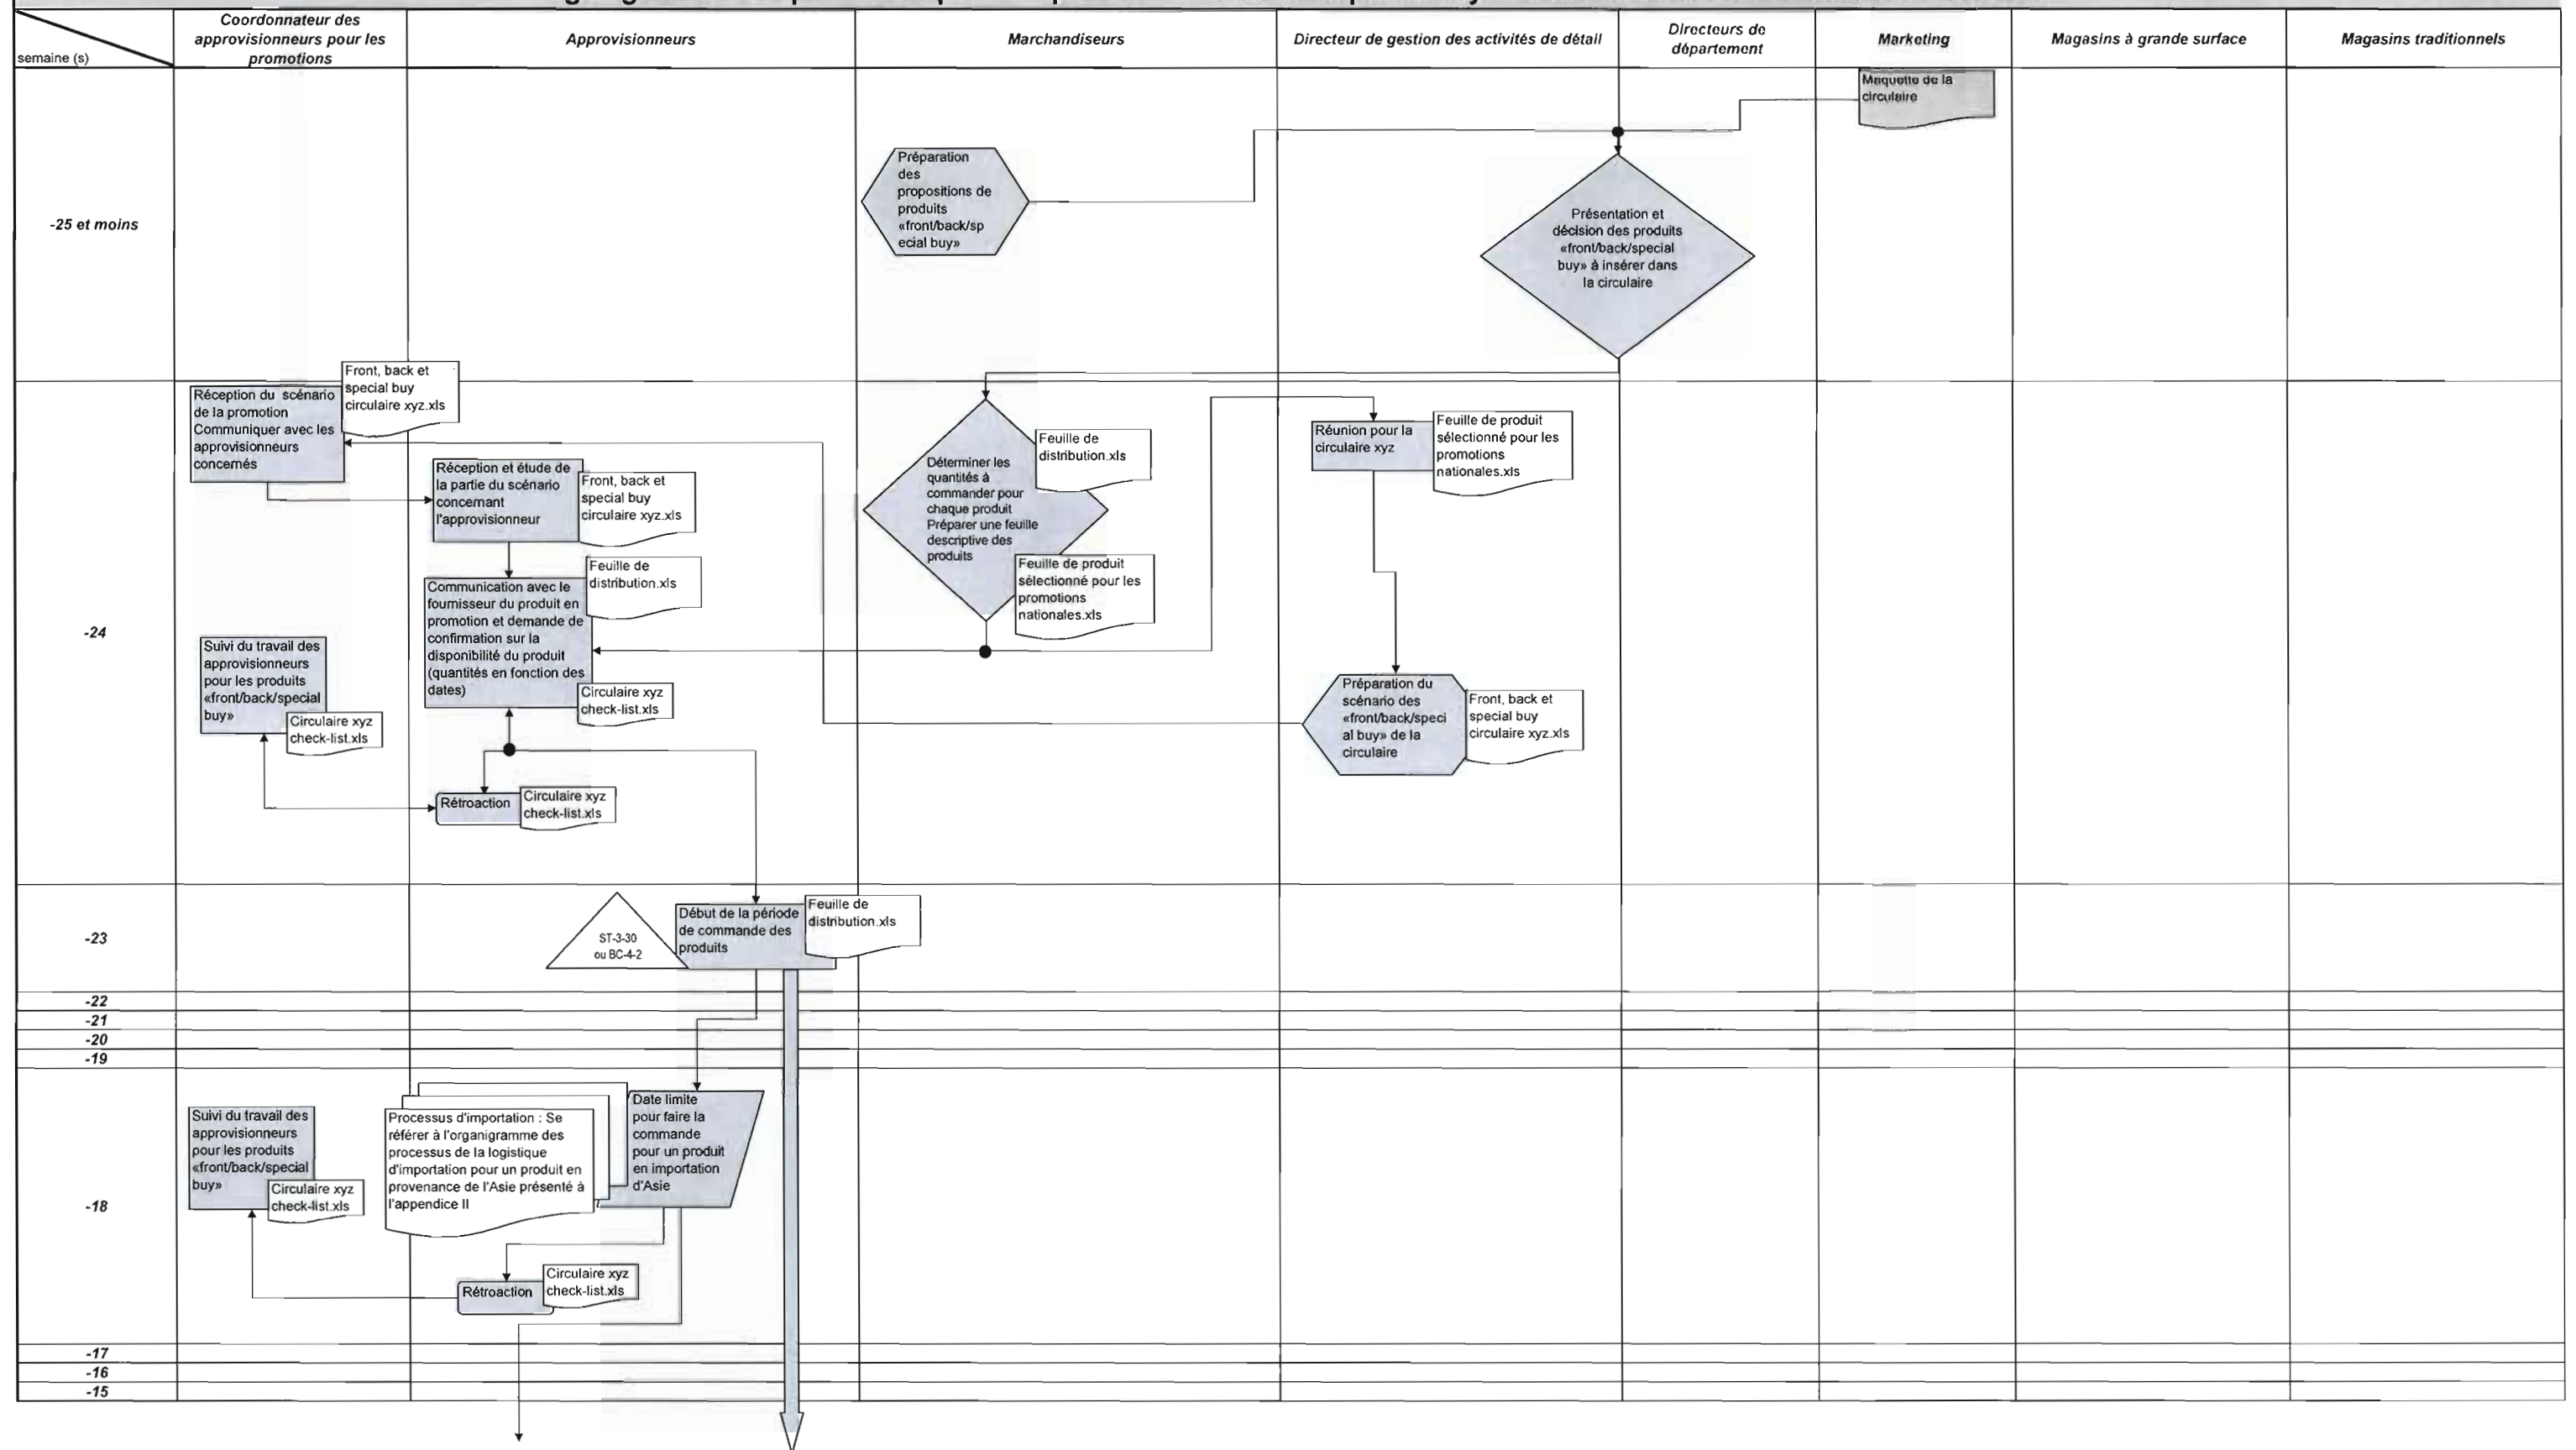 Coordonnateur des
approvisionneurs pour les
promotions
Approvisionneurs
Marchandiseurs
Directeur de gestion des activités de détail
Directeurs de
département
Marketing
Magasins à grande surface
Magasins traditionnels
semaine (s)
Maquette de la
circulaire
-25 et moins
Préparation
des
propositions de
produits
«front/back/sp
ecial buy»
Présentation et
décision des produits
«front/back/special
buy» à insérer dans
la circulaire
-24
Front, back et
special buy
circulaire xyz.xls
Réception du scénario
de la promotion
Communiquer avec les
approvisionneurs
concernés
Réception et étude de
la partie du scénario
concernant
l'approvisionneur
Front, back et
special buy
circulaire xyz.xls
Feuille de
distribution.xls
Communication avec le
fournisseur du produit en
promotion et demande de
confirmation sur la
disponibilité du produit
(quantités en fonction des
dates)
Circulaire xyz
check-list.xls
Suivi du travail des
approvisionneurs
pour les produits
«front/back/special
buy»
Circulaire xyz
check-list.xls
Rétroaction
Circulaire xyz
check-list.xls
Déterminer les
quantités à
commander pour
chaque produit
Préparer une feuille
descriptive des
produits
Feuille de
distribution.xls
Feuille de produit
sélectionné pour les
promotions
nationales.xls
Réunion pour la
circulaire xyz
Feuille de produit
sélectionné pour les
promotions
nationales.xls
Préparation du
scénario des
«front/back/speci
al buy» de la
circulaire
Front, back et
special buy
circulaire xyz.xls
-23
ST-3-30
ou BC-4-2
Début de la période
de commande des
produits
Feuille de
distribution.xls
-22
-21
-20
-19
-18
Suivi du travail des
approvisionneurs
pour les produits
«front/back/special
buy»
Circulaire xyz
check-list.xls
Processus d'importation : Se
référer à l'organigramme des
processus de la logistique
d'importation pour un produit en
provenance de l'Asie présenté à
l'appendice II
Date limite
pour faire la
commande
pour un produit
en importation
d'Asie
Rétroaction
Circulaire xyz
check-list.xls
-17
-16
-15